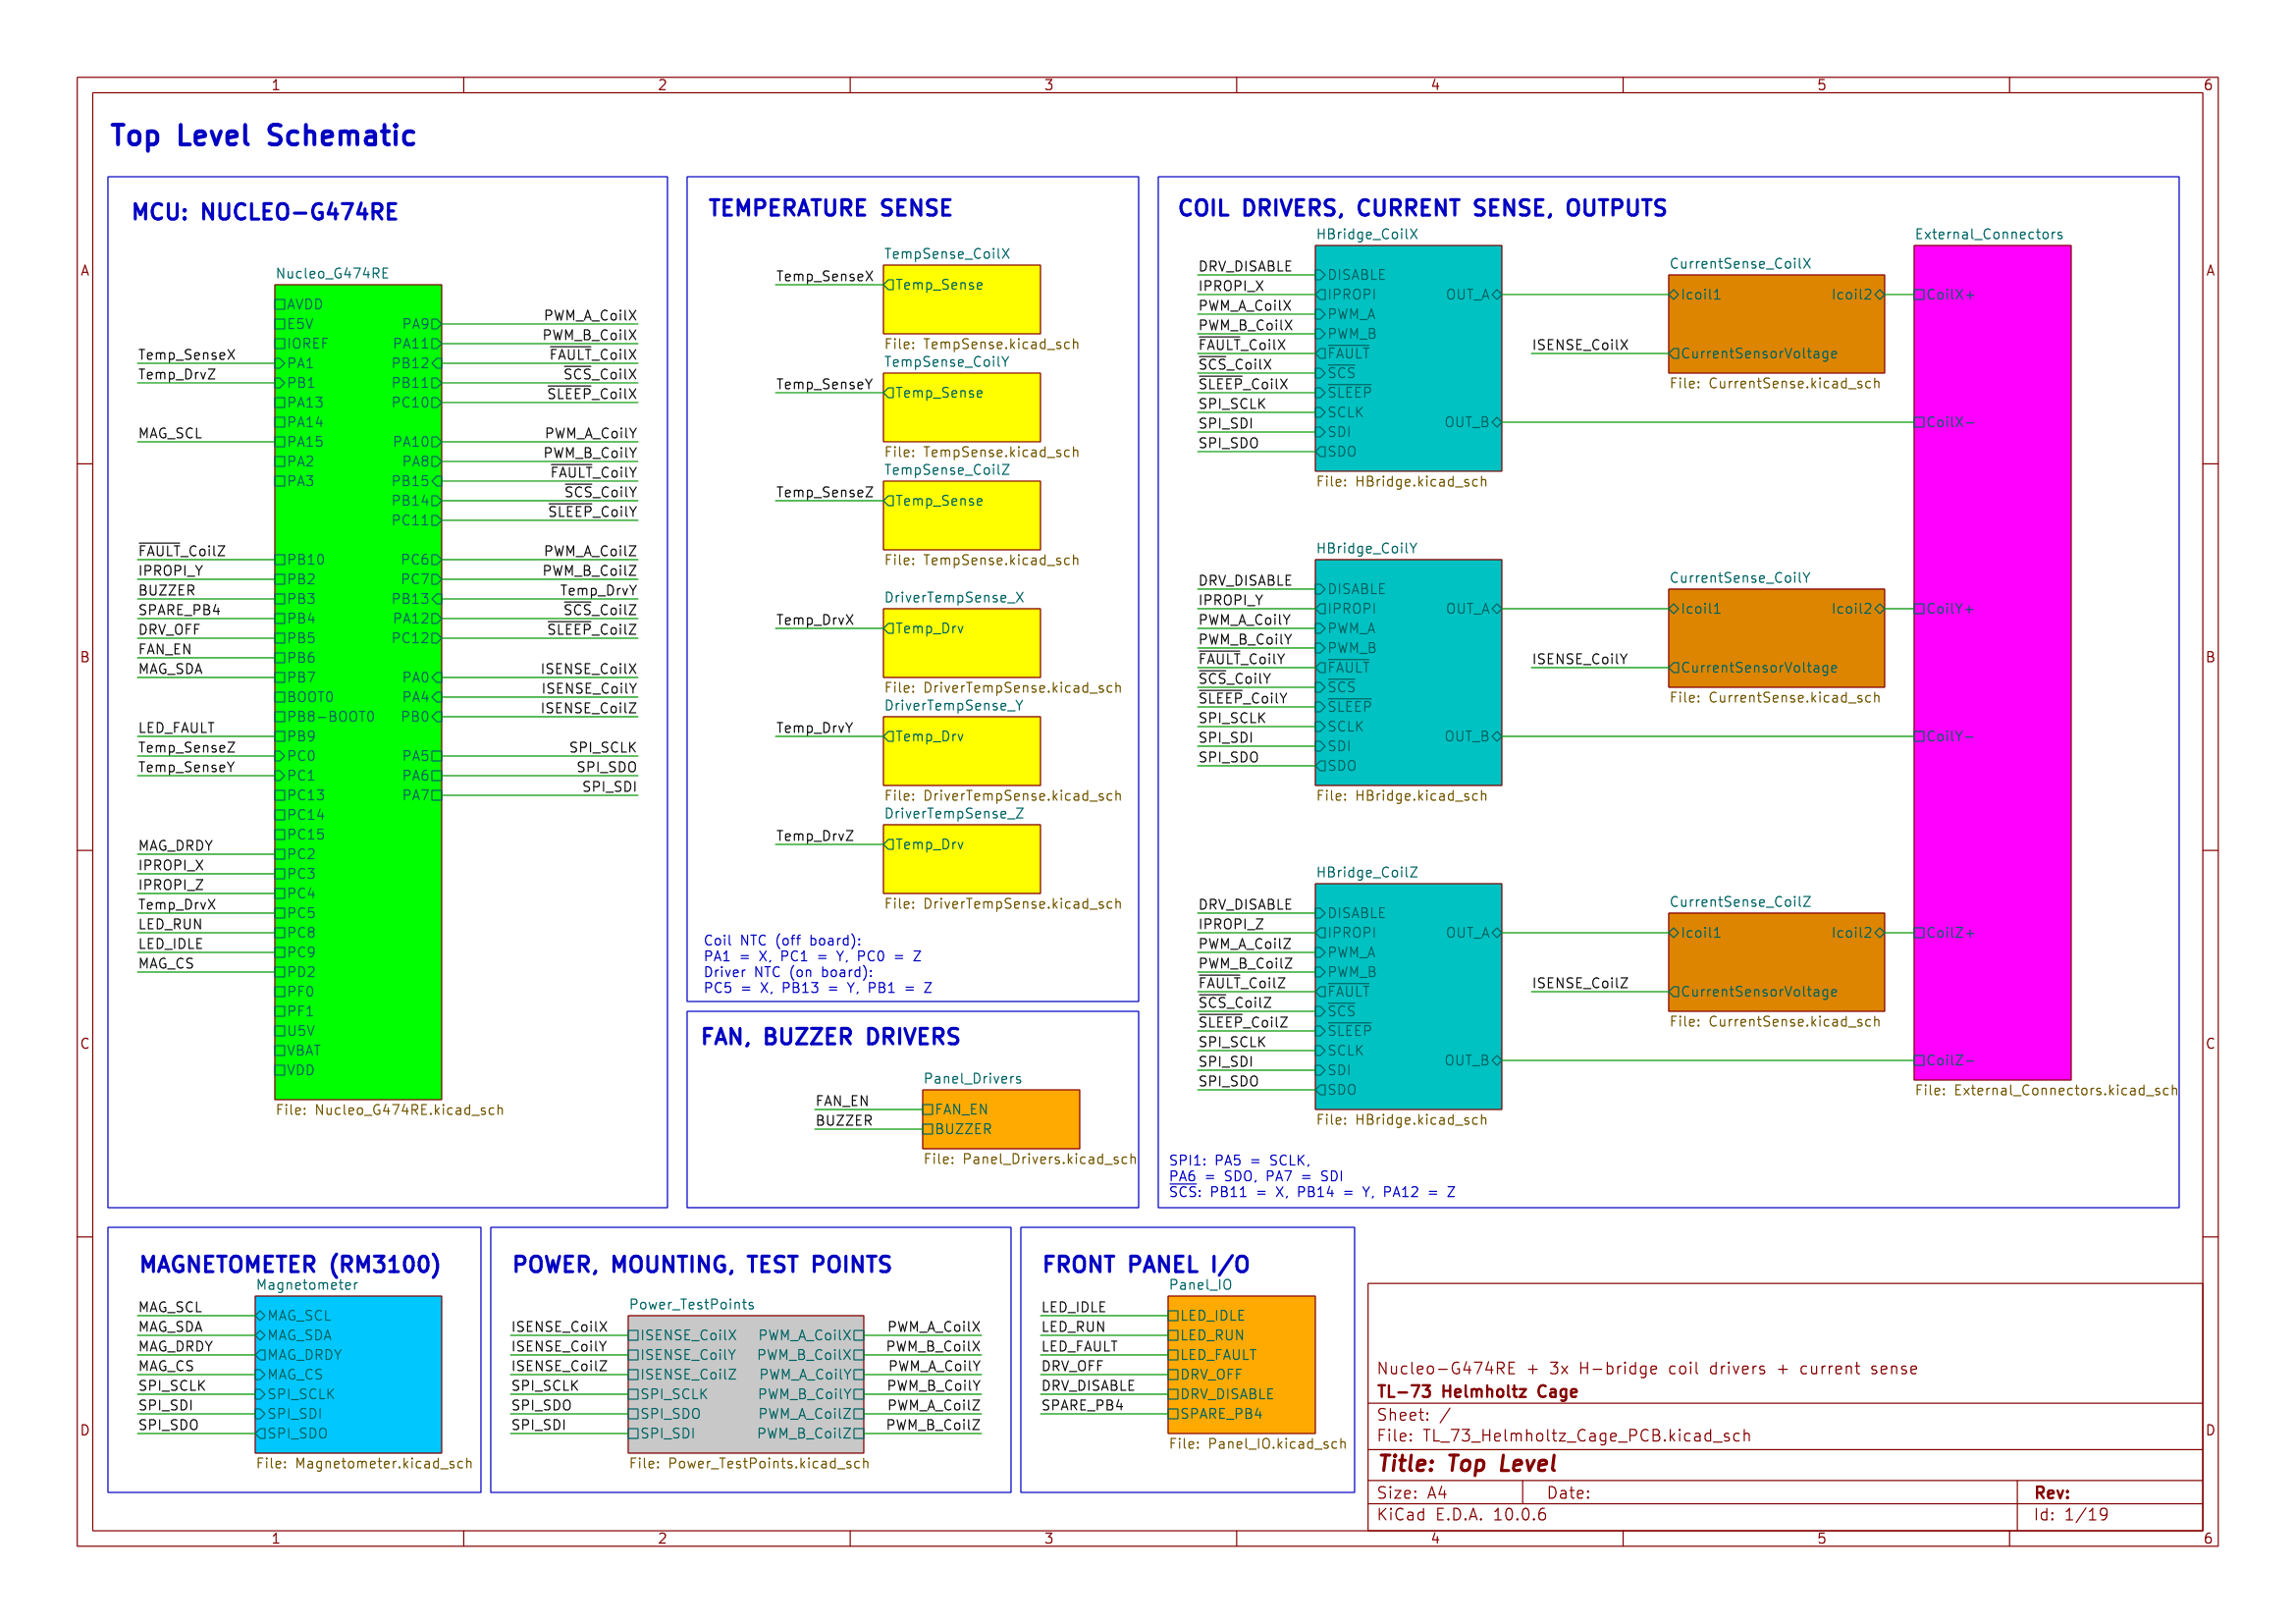 1 2 3 4 5 6
Top Level Schematic
MCU: NUCLEO-G474RE
Nucleo_G474RE
AVDD
E5V
IOREF
Temp_SenseX PA1
Temp_DrvZ PB1
PA13
PA14
MAG_SCL PA15
PA2
PA3
FAULT_CoilZ PB10
IPROPI_Y PB2
BUZZER PB3
SPARE_PB4 PB4
DRV_OFF PB5
FAN_EN PB6
MAG_SDA PB7
BOOT0
PB8-BOOT0
LED_FAULT PB9
Temp_SenseZ PC0
Temp_SenseY PC1
PC13
PC14
PC15
MAG_DRDY PC2
IPROPI_X PC3
IPROPI_Z PC4
Temp_DrvX PC5
LED_RUN PC8
LED_IDLE PC9
MAG_CS PD2
PF0
PF1
U5V
VBAT
VDD
PA9 PWM_A_CoilX
PA11 PWM_B_CoilX
PB12 FAULT_CoilX
PB11 SCS_CoilX
PC10 SLEEP_CoilX
PA10 PWM_A_CoilY
PA8 PWM_B_CoilY
PB15 FAULT_CoilY
PB14 SCS_CoilY
PC11 SLEEP_CoilY
PC6 PWM_A_CoilZ
PC7 PWM_B_CoilZ
PB13 Temp_DrvY
PA12 SCS_CoilZ
PC12 SLEEP_CoilZ
PA0 ISENSE_CoilX
PA4 ISENSE_CoilY
PB0 ISENSE_CoilZ
PA5 SPI_SCLK
PA6 SPI_SDO
PA7 SPI_SDI
File: Nucleo_G474RE.kicad_sch
TEMPERATURE SENSE
TempSense_CoilX
Temp_SenseX Temp_Sense
File: TempSense.kicad_sch
TempSense_CoilY
Temp_SenseY Temp_Sense
File: TempSense.kicad_sch
TempSense_CoilZ
Temp_SenseZ Temp_Sense
File: TempSense.kicad_sch
DriverTempSense_X
Temp_DrvX Temp_Drv
File: DriverTempSense.kicad_sch
DriverTempSense_Y
Temp_DrvY Temp_Drv
File: DriverTempSense.kicad_sch
DriverTempSense_Z
Temp_DrvZ Temp_Drv
File: DriverTempSense.kicad_sch
Coil NTC (off board):
PA1 = X, PC1 = Y, PC0 = Z
Driver NTC (on board):
PC5 = X, PB13 = Y, PB1 = Z
FAN, BUZZER DRIVERS
Panel_Drivers
FAN_EN FAN_EN
BUZZER BUZZER
File: Panel_Drivers.kicad_sch
COIL DRIVERS, CURRENT SENSE, OUTPUTS
HBridge_CoilX
DRV_DISABLE DISABLE
IPROPI_X IPROPI OUT_A
PWM_A_CoilX PWM_A
PWM_B_CoilX PWM_B
FAULT_CoilX FAULT
SCS_CoilX SCS
SLEEP_CoilX SLEEP
SPI_SCLK SCLK OUT_B
SPI_SDI SDI
SPI_SDO SDO
File: HBridge.kicad_sch
CurrentSense_CoilX
Icoil1 Icoil2
ISENSE_CoilX CurrentSensorVoltage
File: CurrentSense.kicad_sch
HBridge_CoilY
DRV_DISABLE DISABLE
IPROPI_Y IPROPI OUT_A
PWM_A_CoilY PWM_A
PWM_B_CoilY PWM_B
FAULT_CoilY FAULT
SCS_CoilY SCS
SLEEP_CoilY SLEEP
SPI_SCLK SCLK
SPI_SDI SDI OUT_B
SPI_SDO SDO
File: HBridge.kicad_sch
CurrentSense_CoilY
Icoil1 Icoil2
ISENSE_CoilY CurrentSensorVoltage
File: CurrentSense.kicad_sch
HBridge_CoilZ
DRV_DISABLE DISABLE
IPROPI_Z IPROPI OUT_A
PWM_A_CoilZ PWM_A
PWM_B_CoilZ PWM_B
FAULT_CoilZ FAULT
SCS_CoilZ SCS
SLEEP_CoilZ SLEEP
SPI_SCLK SCLK
SPI_SDI SDI OUT_B
SPI_SDO SDO
File: HBridge.kicad_sch
CurrentSense_CoilZ
Icoil1 Icoil2
ISENSE_CoilZ CurrentSensorVoltage
File: CurrentSense.kicad_sch
External_Connectors
CoilX+
CoilX-
CoilY+
CoilY-
CoilZ+
CoilZ-
File: External_Connectors.kicad_sch
SPI1: PA5 = SCLK,
PA6 = SDO, PA7 = SDI
SCS: PB11 = X, PB14 = Y, PA12 = Z
MAGNETOMETER (RM3100)
Magnetometer
MAG_SCL MAG_SCL
MAG_SDA MAG_SDA
MAG_DRDY MAG_DRDY
MAG_CS MAG_CS
SPI_SCLK SPI_SCLK
SPI_SDI SPI_SDI
SPI_SDO SPI_SDO
File: Magnetometer.kicad_sch
POWER, MOUNTING, TEST POINTS
Power_TestPoints
ISENSE_CoilX ISENSE_CoilX PWM_A_CoilX PWM_A_CoilX
ISENSE_CoilY ISENSE_CoilY PWM_B_CoilX PWM_B_CoilX
ISENSE_CoilZ ISENSE_CoilZ PWM_A_CoilY PWM_A_CoilY
SPI_SCLK SPI_SCLK PWM_B_CoilY PWM_B_CoilY
SPI_SDO SPI_SDO PWM_A_CoilZ PWM_A_CoilZ
SPI_SDI SPI_SDI PWM_B_CoilZ PWM_B_CoilZ
File: Power_TestPoints.kicad_sch
FRONT PANEL I/O
Panel_IO
LED_IDLE LED_IDLE
LED_RUN LED_RUN
LED_FAULT LED_FAULT
DRV_OFF DRV_OFF
DRV_DISABLE DRV_DISABLE
SPARE_PB4 SPARE_PB4
File: Panel_IO.kicad_sch
Nucleo-G474RE + 3x H-bridge coil drivers + current sense
TL-73 Helmholtz Cage
Sheet: /
File: TL_73_Helmholtz_Cage_PCB.kicad_sch
Title: Top Level
Size: A4 Date: Rev:
KiCad E.D.A. 10.0.6 Id: 1/19
A A
B B
C C
D D
1 2 3 4 5 6